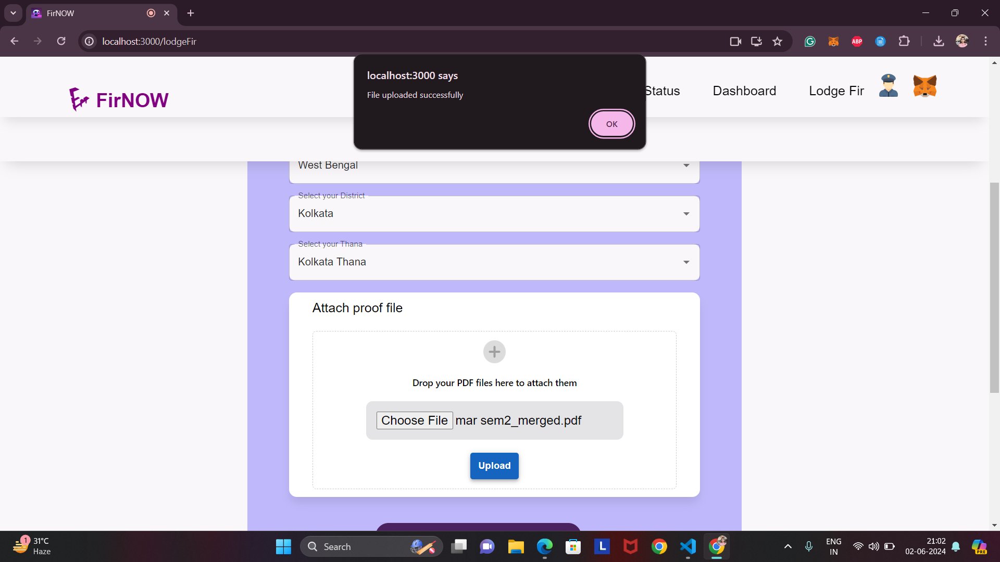 FirNOW
localhost:3000/lodgeFir
ABP
localhost:3000 says
File uploaded successfully
OK
FirNOW
Status
Dashboard
Lodge Fir
West Bengal
Select your District
Kolkata
Select your Thana
Kolkata Thana
Attach proof file
Drop your PDF files here to attach them
Choose File mar sem2_merged.pdf
Upload
1
31°C
Haze
Search
L
ENG
IN
21:02
02-06-2024
PRE